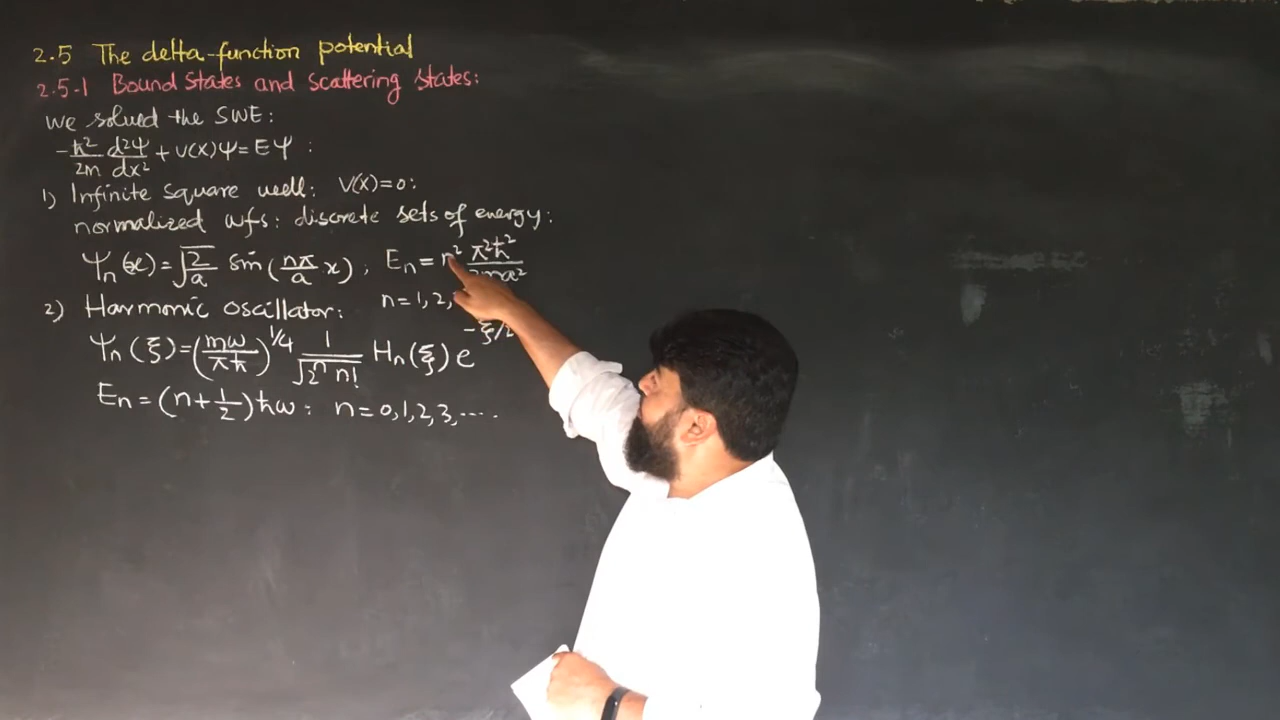 2.5 The delta-function potential
2.5-1 Bound States and Scattering States:
We solved the SWE:
-ħ²/2m d²Ψ/dx² + V(x)Ψ = EΨ :
1) Infinite Square well: V(x)=0:
normalized wfs: discrete sets of energy:
Ψn(x) = √(2/a) Sin(nπ/a x) ; En = n² π²ħ²/2ma²
n=1,2,
2) Harmonic oscillator:
Ψn(ξ) = (mω/πħ)^1/4 1/√(2ⁿ n!) Hn(ξ) e^-ξ/2
En = (n+1/2)ħω : n=0,1,2,3,....